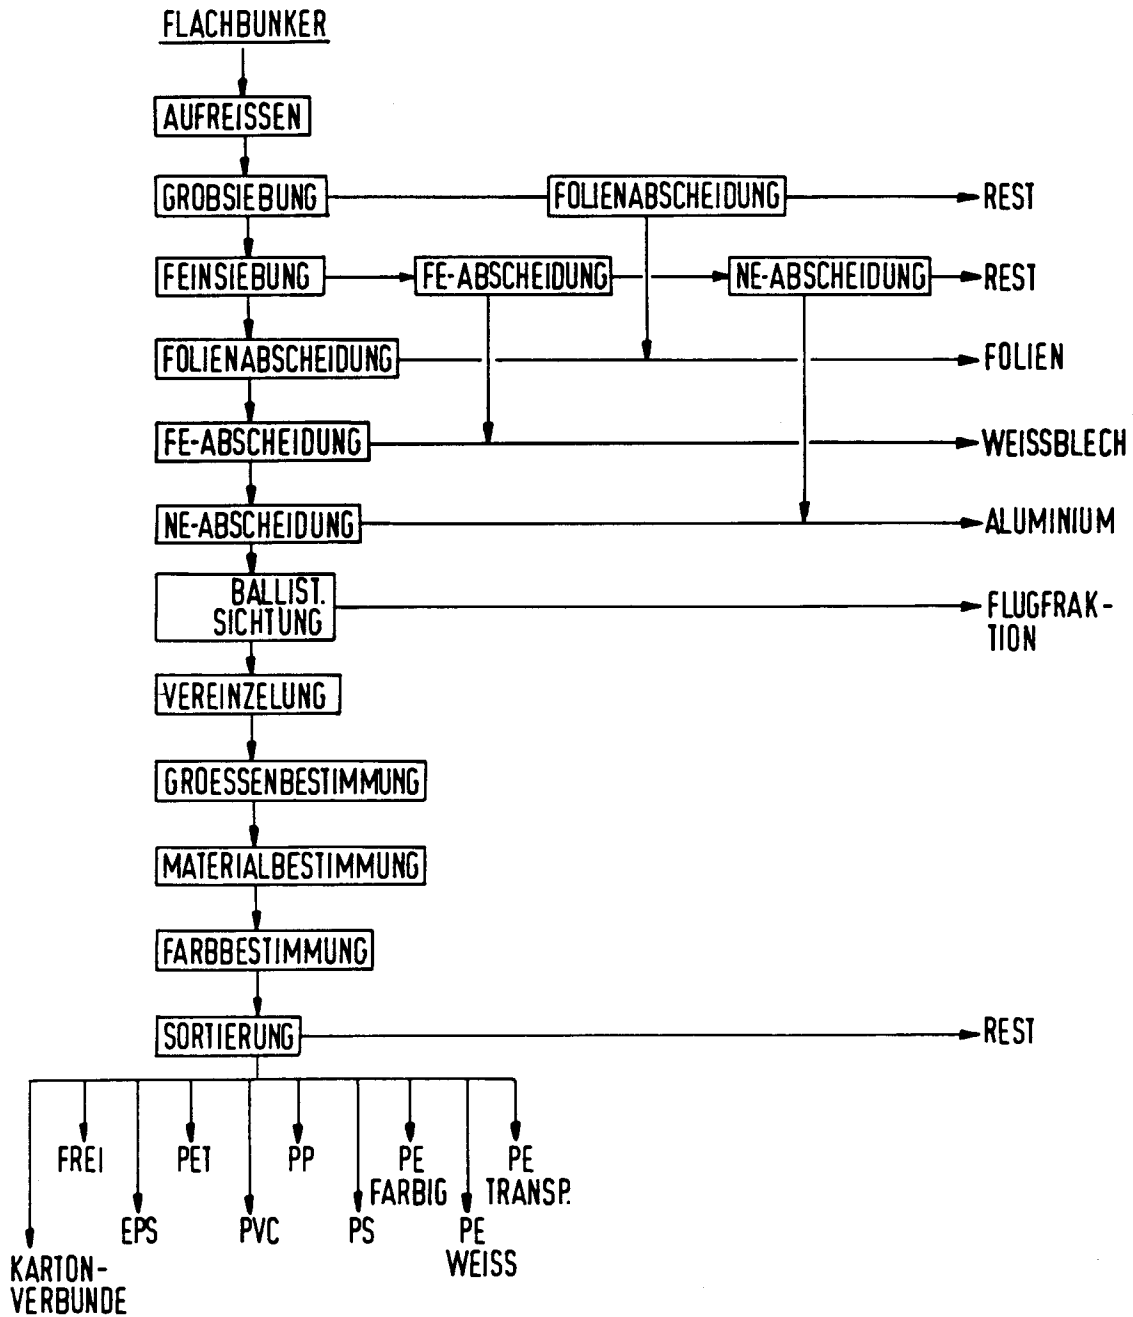 FLACHBUNKER
AUFREISSEN
GROBSIEBUNG FOLIENABSCHEIDUNG REST
FEINSIEBUNG FE-ABSCHEIDUNG NE-ABSCHEIDUNG REST
FOLIENABSCHEIDUNG FOLIEN
FE-ABSCHEIDUNG WEISSBLECH
NE-ABSCHEIDUNG ALUMINIUM
BALLIST.
SICHTUNG
FLUGFRAK-
TION
VEREINZELUNG
GROESSENBESTIMMUNG
MATERIALBESTIMMUNG
FARBBESTIMMUNG
SORTIERUNG REST
FREI PET PP PE PE
FARBIG TRANSP.
EPS PVC PS PE
WEISS
KARTON-
VERBUNDE